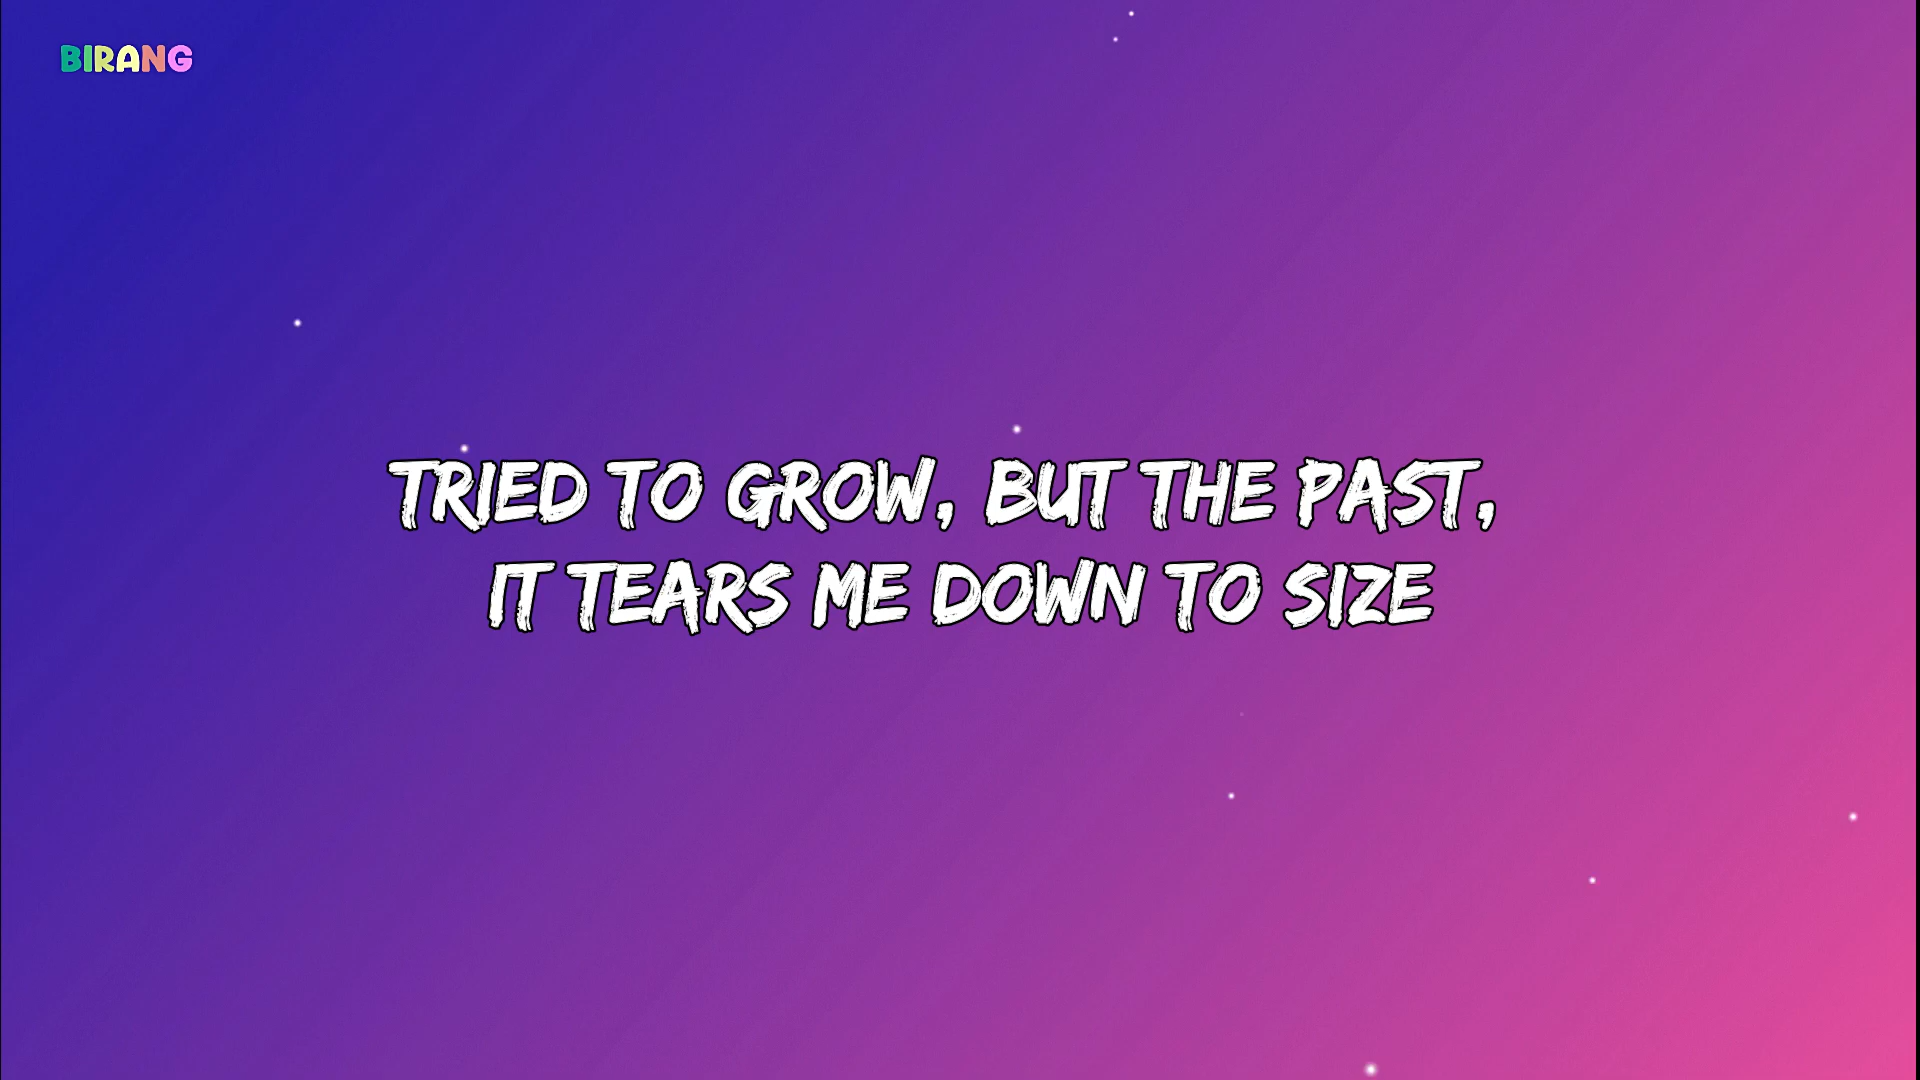 BIRANG
TRIED TO GROW, BUT THE PAST,
IT TEARS ME DOWN TO SIZE